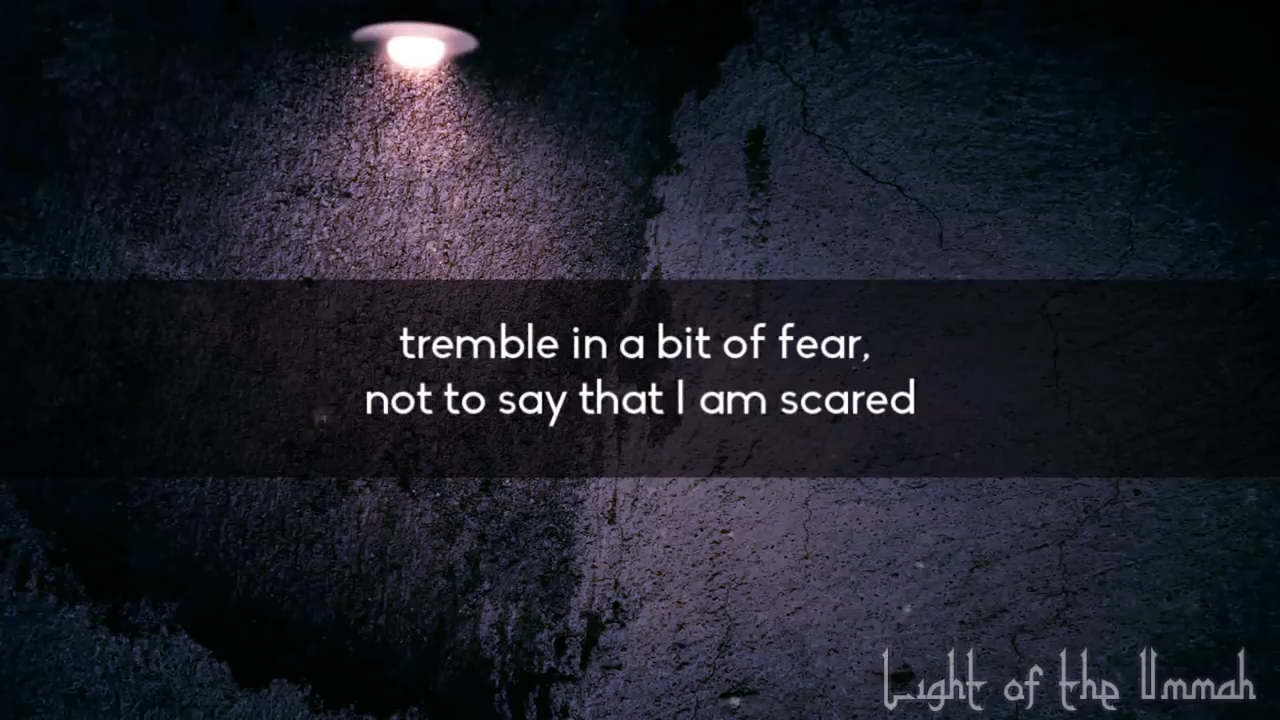 tremble in a bit of fear,
not to say that I am scared
Light of the Ummah